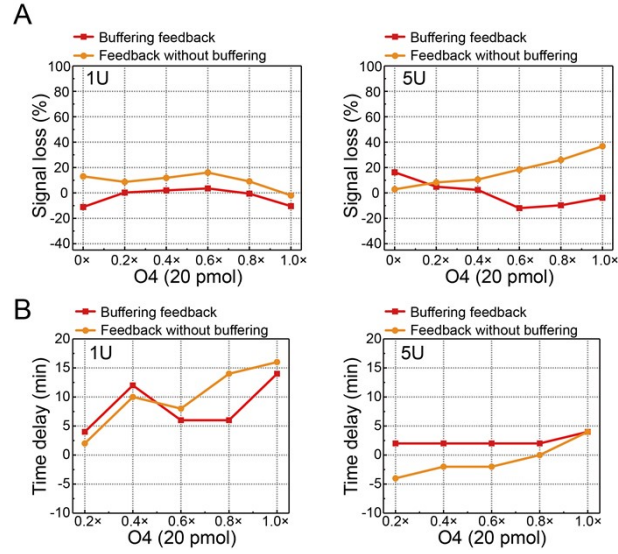 A
Buffering feedback
Feedback without buffering
1U
Signal loss (%)
100
80
60
40
20
0
-20
-40
0× 0.2× 0.4× 0.6× 0.8× 1.0×
O4 (20 pmol)
Buffering feedback
Feedback without buffering
5U
Signal loss (%)
100
80
60
40
20
0
-20
-40
0× 0.2× 0.4× 0.6× 0.8× 1.0×
O4 (20 pmol)
B
Buffering feedback
Feedback without buffering
1U
Time delay (min)
20
15
10
5
0
-5
-10
0.2× 0.4× 0.6× 0.8× 1.0×
O4 (20 pmol)
Buffering feedback
Feedback without buffering
5U
Time delay (min)
20
15
10
5
0
-5
-10
0.2× 0.4× 0.6× 0.8× 1.0×
O4 (20 pmol)